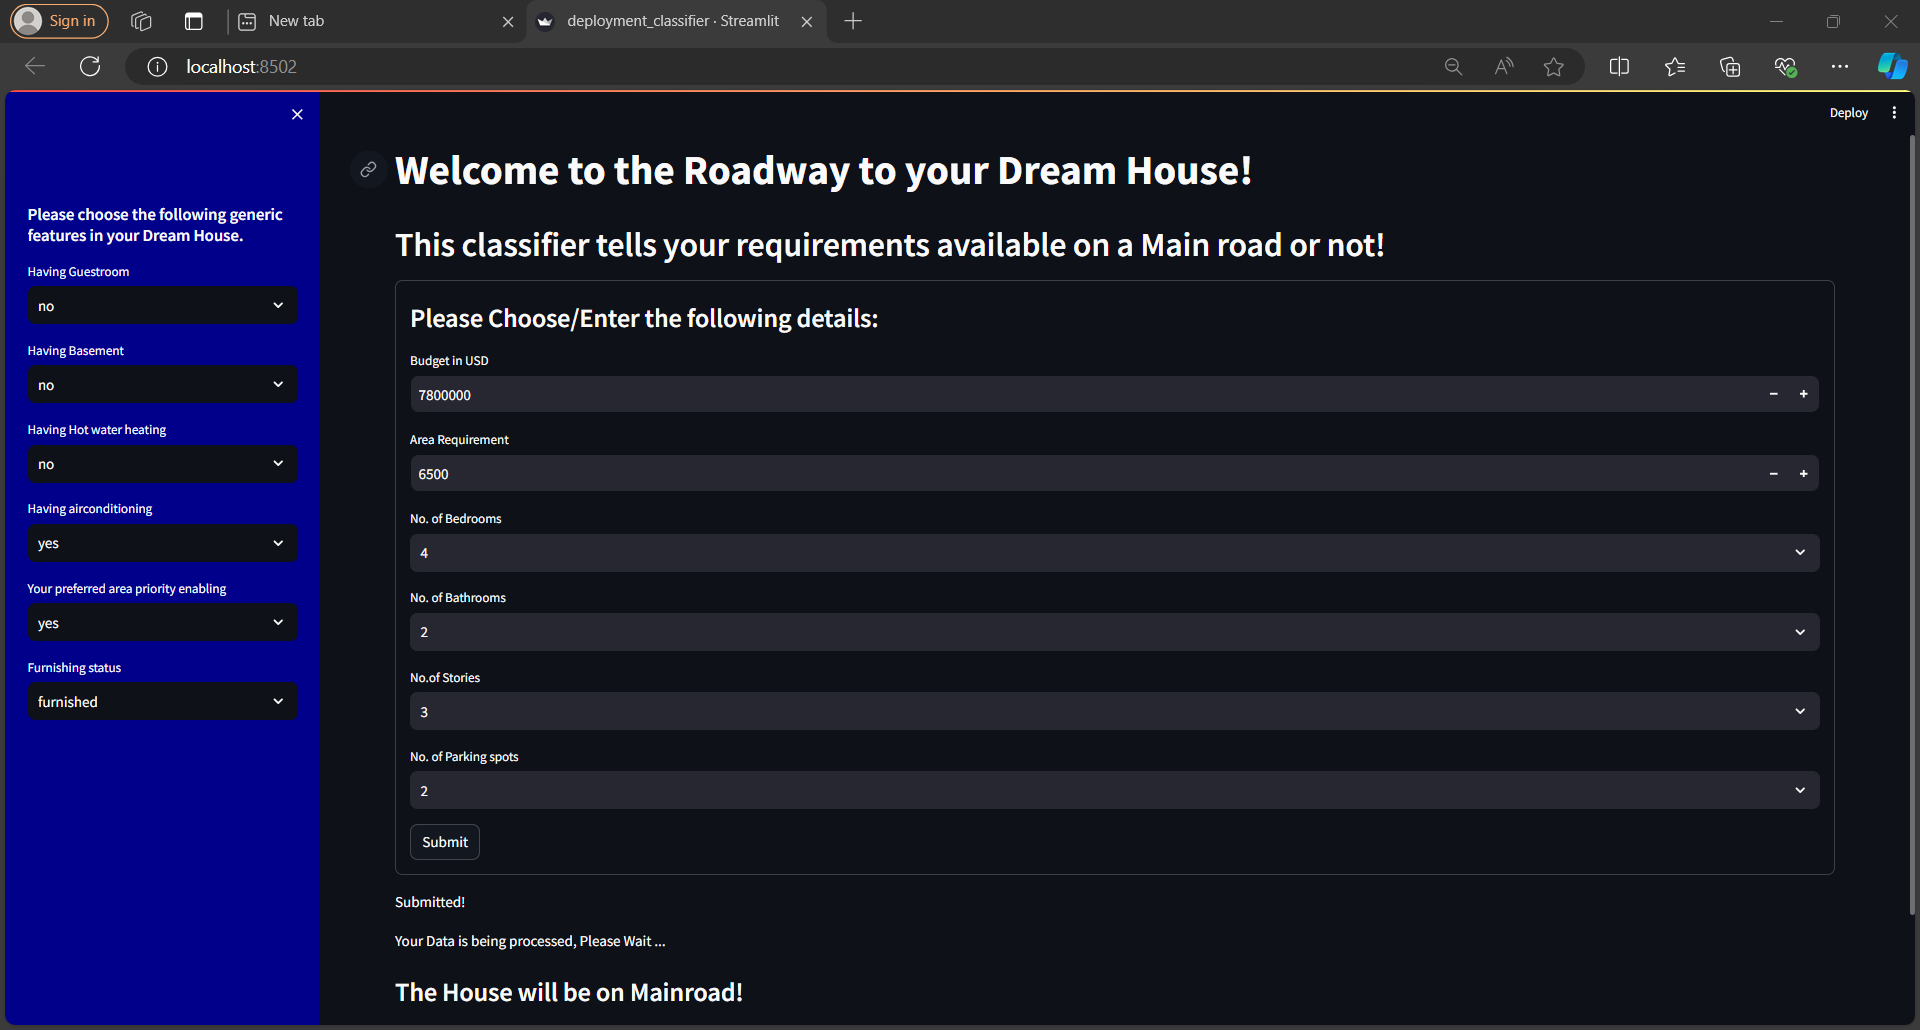 Sign in
New tab
deployment_classifier · Streamlit
localhost:8502
Deploy
Please choose the following generic
features in your Dream House.
Having Guestroom
no
Having Basement
no
Having Hot water heating
no
Having airconditioning
yes
Your preferred area priority enabling
yes
Furnishing status
furnished
Welcome to the Roadway to your Dream House!
This classifier tells your requirements available on a Main road or not!
Please Choose/Enter the following details:
Budget in USD
7800000
Area Requirement
6500
No. of Bedrooms
4
No. of Bathrooms
2
No.of Stories
3
No. of Parking spots
2
Submit
Submitted!
Your Data is being processed, Please Wait ...
The House will be on Mainroad!